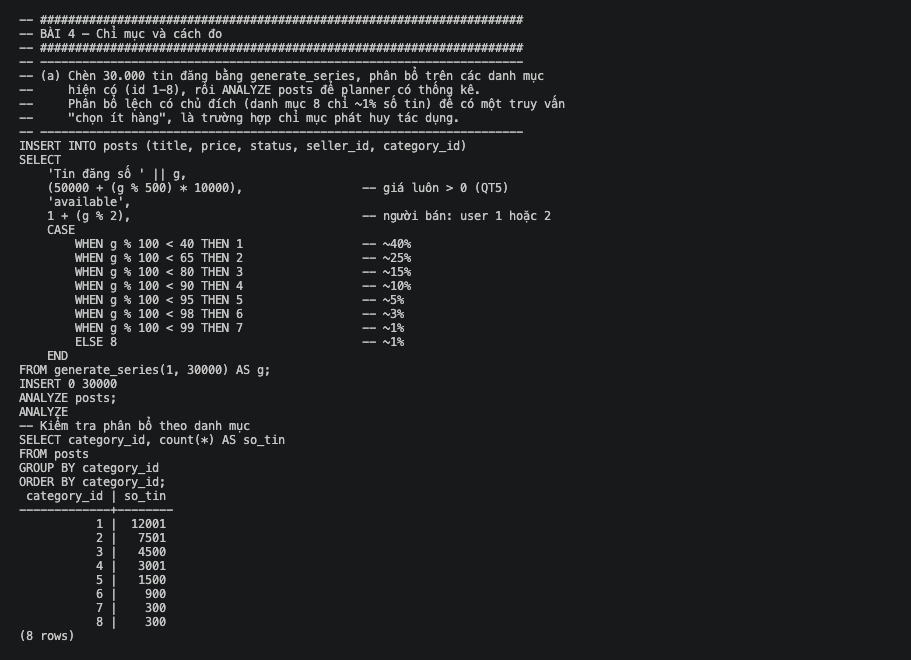 -- #####################################################################
-- BÀI 4 — Chỉ mục và cách đo
-- #####################################################################
-- ---------------------------------------------------------------------
-- (a) Chèn 30.000 tin đăng bằng generate_series, phân bổ trên các danh mục
--     hiện có (id 1-8), rồi ANALYZE posts để planner có thống kê.
--     Phân bổ lệch có chủ đích (danh mục 8 chỉ ~1% số tin) để có một truy vấn
--     "chọn ít hàng", là trường hợp chỉ mục phát huy tác dụng.
-- ---------------------------------------------------------------------
INSERT INTO posts (title, price, status, seller_id, category_id)
SELECT
    'Tin đăng số ' || g,
    (50000 + (g % 500) * 10000),                 -- giá luôn > 0 (QT5)
    'available',
    1 + (g % 2),                                 -- người bán: user 1 hoặc 2
    CASE
        WHEN g % 100 < 40 THEN 1                 -- ~40%
        WHEN g % 100 < 65 THEN 2                 -- ~25%
        WHEN g % 100 < 80 THEN 3                 -- ~15%
        WHEN g % 100 < 90 THEN 4                 -- ~10%
        WHEN g % 100 < 95 THEN 5                 -- ~5%
        WHEN g % 100 < 98 THEN 6                 -- ~3%
        WHEN g % 100 < 99 THEN 7                 -- ~1%
        ELSE 8                                   -- ~1%
    END
FROM generate_series(1, 30000) AS g;
INSERT 0 30000
ANALYZE posts;
ANALYZE
-- Kiểm tra phân bổ theo danh mục
SELECT category_id, count(*) AS so_tin
FROM posts
GROUP BY category_id
ORDER BY category_id;
 category_id | so_tin
-------------+--------
           1 |  12001
           2 |   7501
           3 |   4500
           4 |   3001
           5 |   1500
           6 |    900
           7 |    300
           8 |    300
(8 rows)